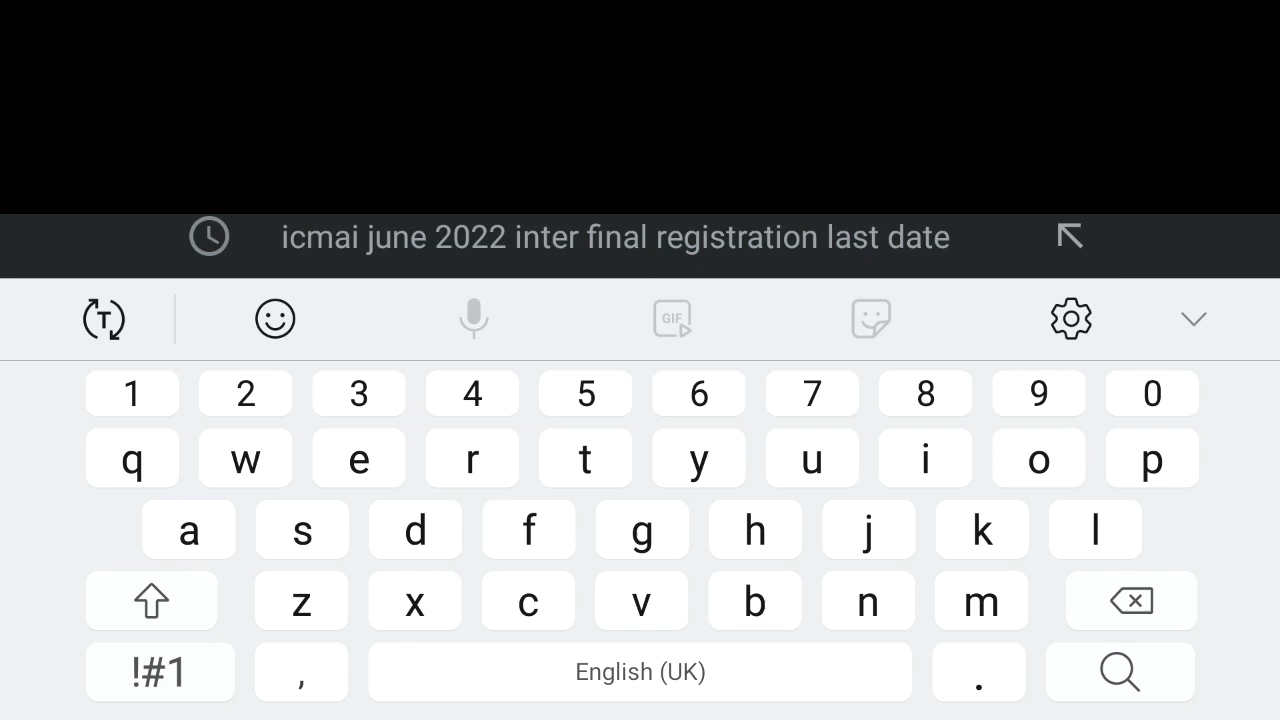 icmai june 2022 inter final registration last date
T
GIF
1 2 3 4 5 6 7 8 9 0
q w e r t y u i o p
a s d f g h j k l
z x c v b n m
!#1 , English (UK) .